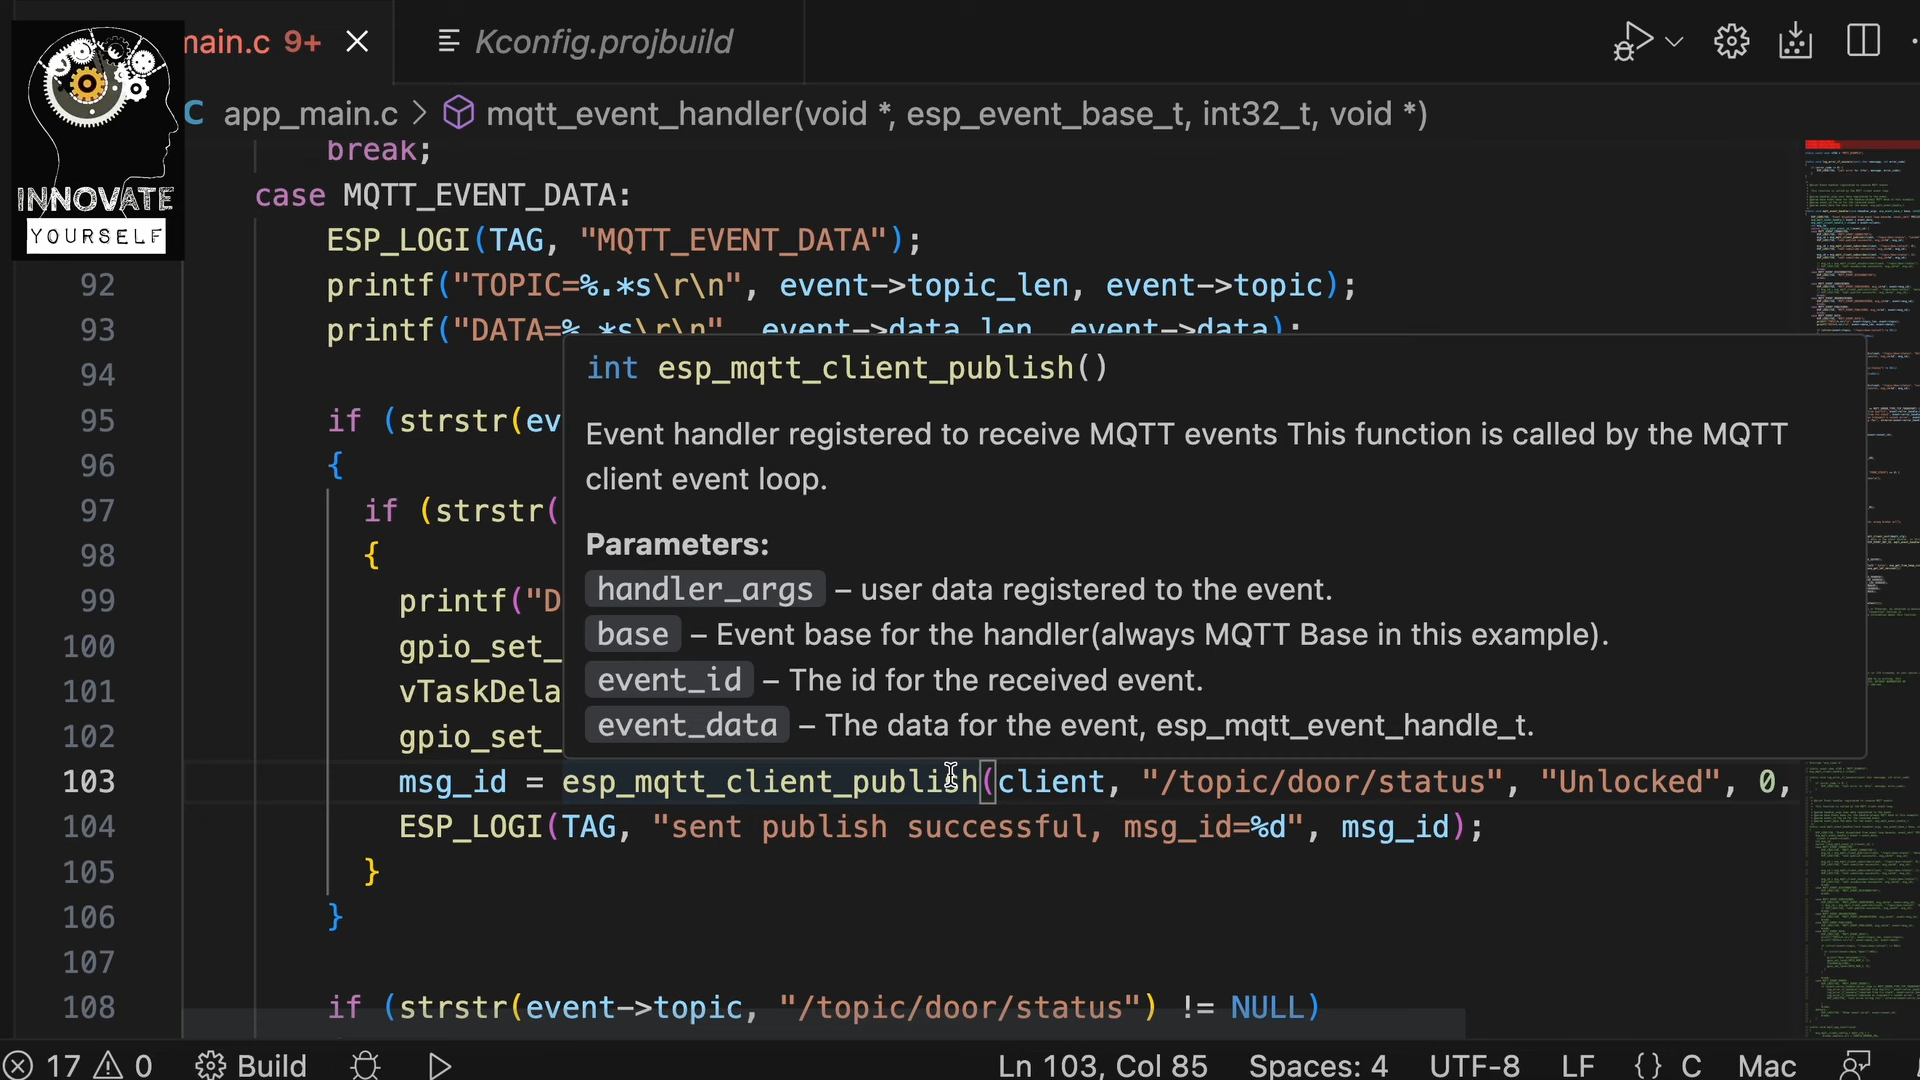 main.c 9+
Kconfig.projbuild
INNOVATE
YOURSELF
C app_main.c > mqtt_event_handler(void *, esp_event_base_t, int32_t, void *)
break;
case MQTT_EVENT_DATA:
ESP_LOGI(TAG, "MQTT_EVENT_DATA");
92 printf("TOPIC=%.*s\r\n", event->topic_len, event->topic);
93 printf("DATA=%.*s\r\n", event->data_len, event->data);
94
95 if (strstr(ev
96 {
97 if (strstr(
98 {
99 printf("D
100 gpio_set_
101 vTaskDela
102 gpio_set_
int esp_mqtt_client_publish()
Event handler registered to receive MQTT events This function is called by the MQTT
client event loop.
Parameters:
handler_args – user data registered to the event.
base – Event base for the handler(always MQTT Base in this example).
event_id – The id for the received event.
event_data – The data for the event, esp_mqtt_event_handle_t.
103 msg_id = esp_mqtt_client_publish(client, "/topic/door/status", "Unlocked", 0,
104 ESP_LOGI(TAG, "sent publish successful, msg_id=%d", msg_id);
105 }
106 }
107
108 if (strstr(event->topic, "/topic/door/status") != NULL)
17 0 Build Ln 103, Col 85 Spaces: 4 UTF-8 LF {} C Mac